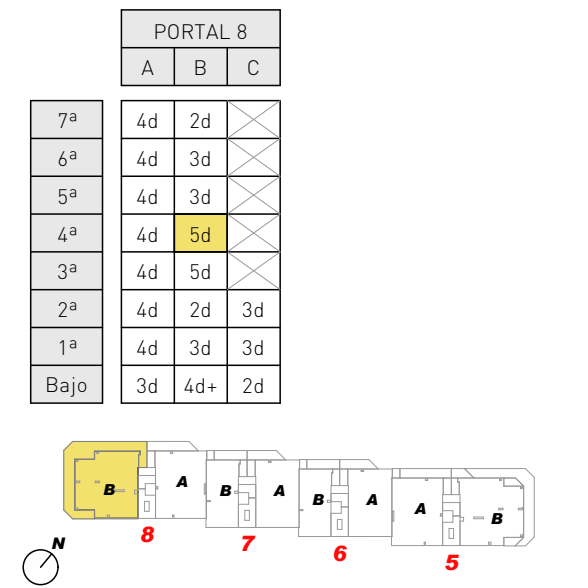 PORTAL 8
A B C
7ª 4d 2d
6ª 4d 3d
5ª 4d 3d
4ª 4d 5d
3ª 4d 5d
2ª 4d 2d 3d
1ª 4d 3d 3d
Bajo 3d 4d+ 2d
B A B A B A A B
8 7 6 5
N